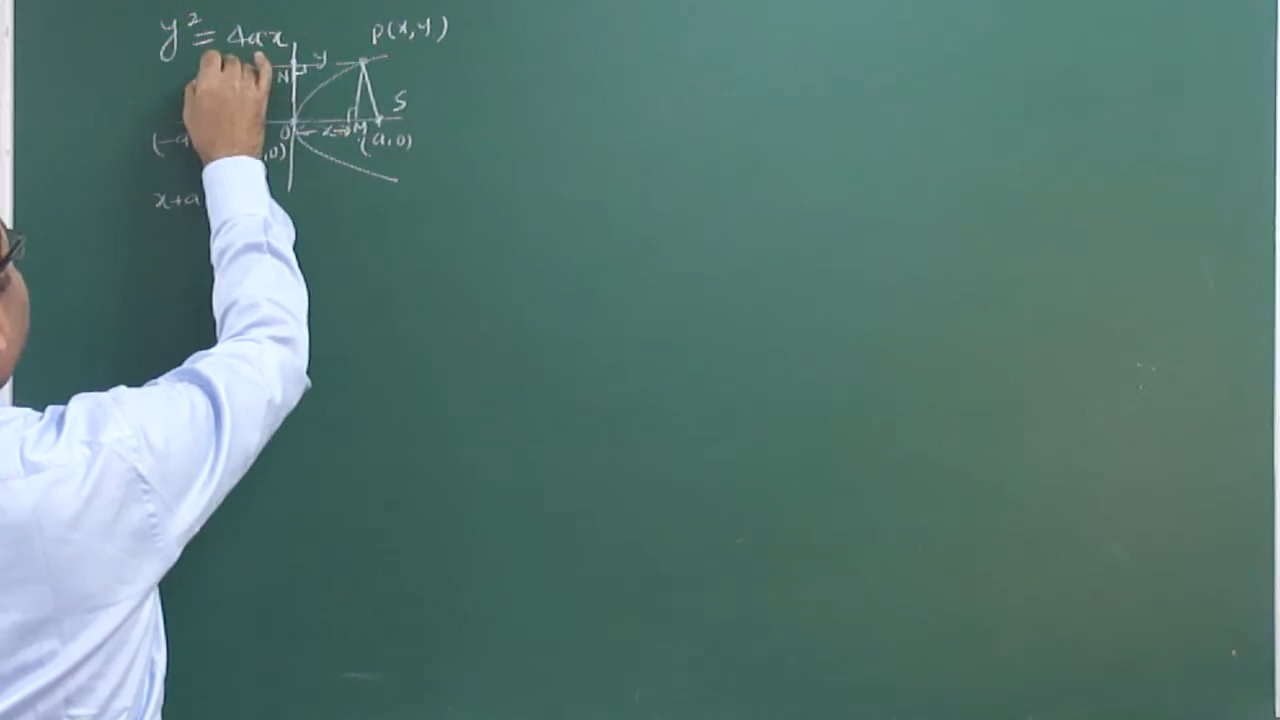 y² = 4ax
P(x,y)
N y
S
O x M
(-a ,0) (a,0)
x+a